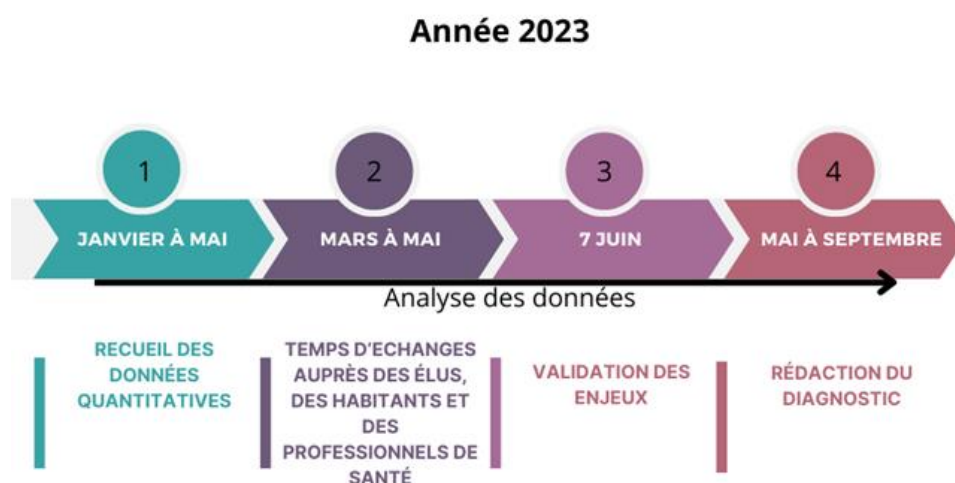 Année 2023
1
2
3
4
JANVIER À MAI
MARS À MAI
7 JUIN
MAI À SEPTEMBRE
Analyse des données
RECUEIL DES
DONNÉES
QUANTITATIVES
TEMPS D'ECHANGES
AUPRÈS DES ÉLUS,
DES HABITANTS ET
DES
PROFESSIONNELS DE
SANTÉ
VALIDATION DES
ENJEUX
RÉDACTION DU
DIAGNOSTIC